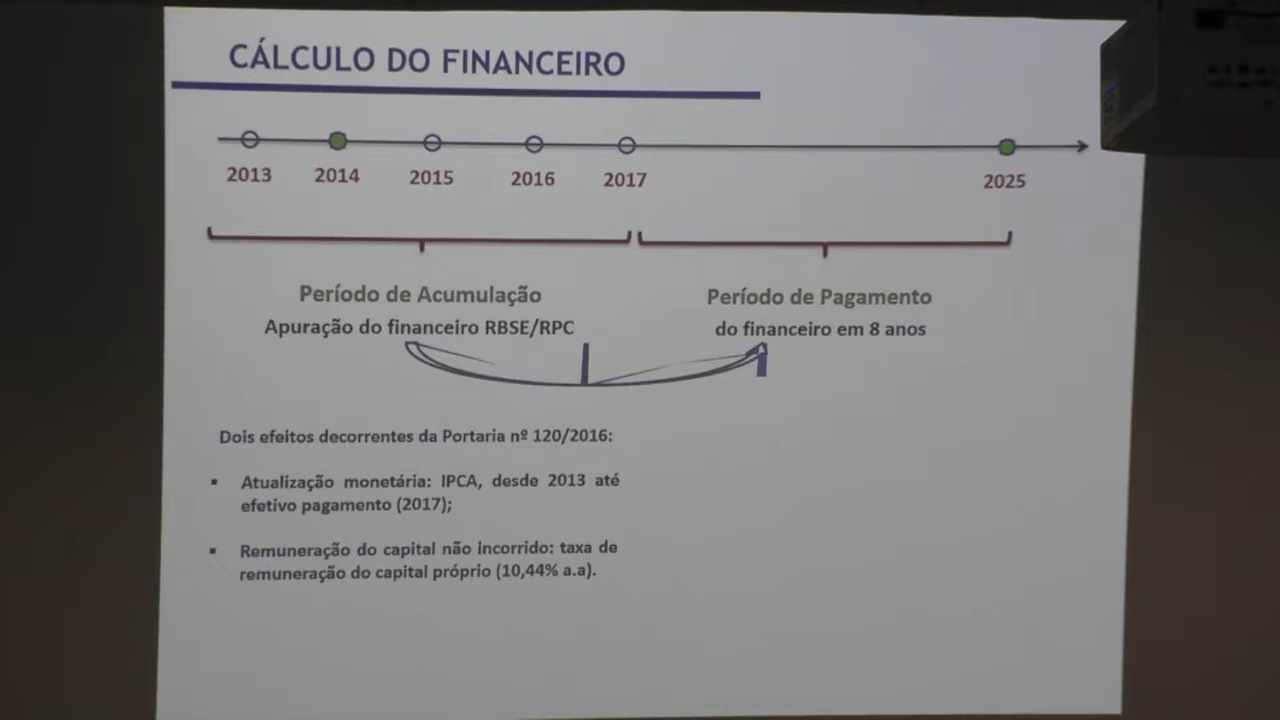 CÁLCULO DO FINANCEIRO
2013 2014 2015 2016 2017 2025
Período de Acumulação
Apuração do financeiro RBSE/RPC
Período de Pagamento
do financeiro em 8 anos
Dois efeitos decorrentes da Portaria nº 120/2016:
▪ Atualização monetária: IPCA, desde 2013 até
efetivo pagamento (2017);
▪ Remuneração do capital não incorrido: taxa de
remuneração do capital próprio (10,44% a.a).